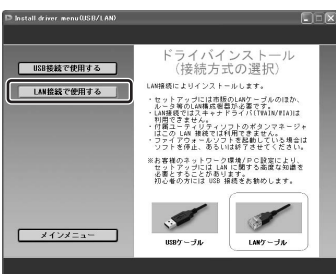 Install driver menu(USB/LAN)
USB接続で使用する
LAN接続で使用する
メインメニュー
ドライバインストール
(接続方式の選択)
LAN接続によりインストールします。
・セットアップには市販のLANケーブルのほか、
ルータ等のLAN構成機器が必要です。
・LAN接続ではスキャナドライバ(TWAIN/WIA)は
利用できません。
・付属ユーティリティソフトのボタンマネージャ
はこの LAN 接続では利用できません。
・ファイアウォールソフトを起動している場合は
ソフトを停止、あるいは終了させてください。
※お客様のネットワーク環境/PC設定により、
セットアップには LAN に関する高度な知識を
必要とすることがあります。
初心者の方には USB 接続をお勧めします。
USBケーブル
LANケーブル